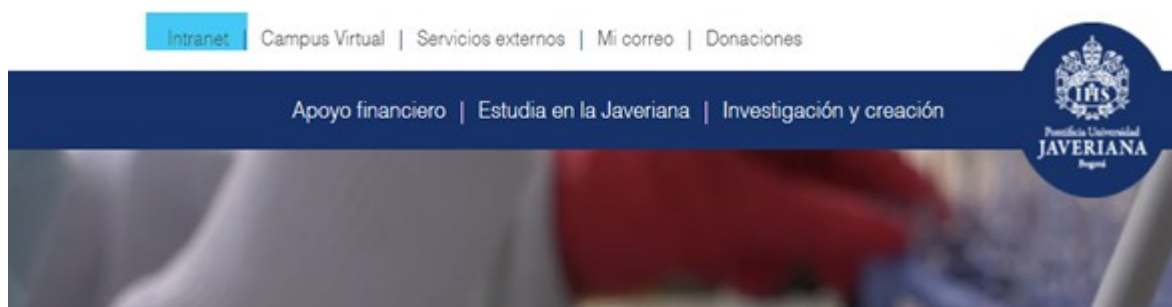 Intranet | Campus Virtual | Servicios externos | Mi correo | Donaciones
Apoyo financiero | Estudia en la Javeriana | Investigación y creación
IHS
Pontificia Universidad
JAVERIANA
Bogotá